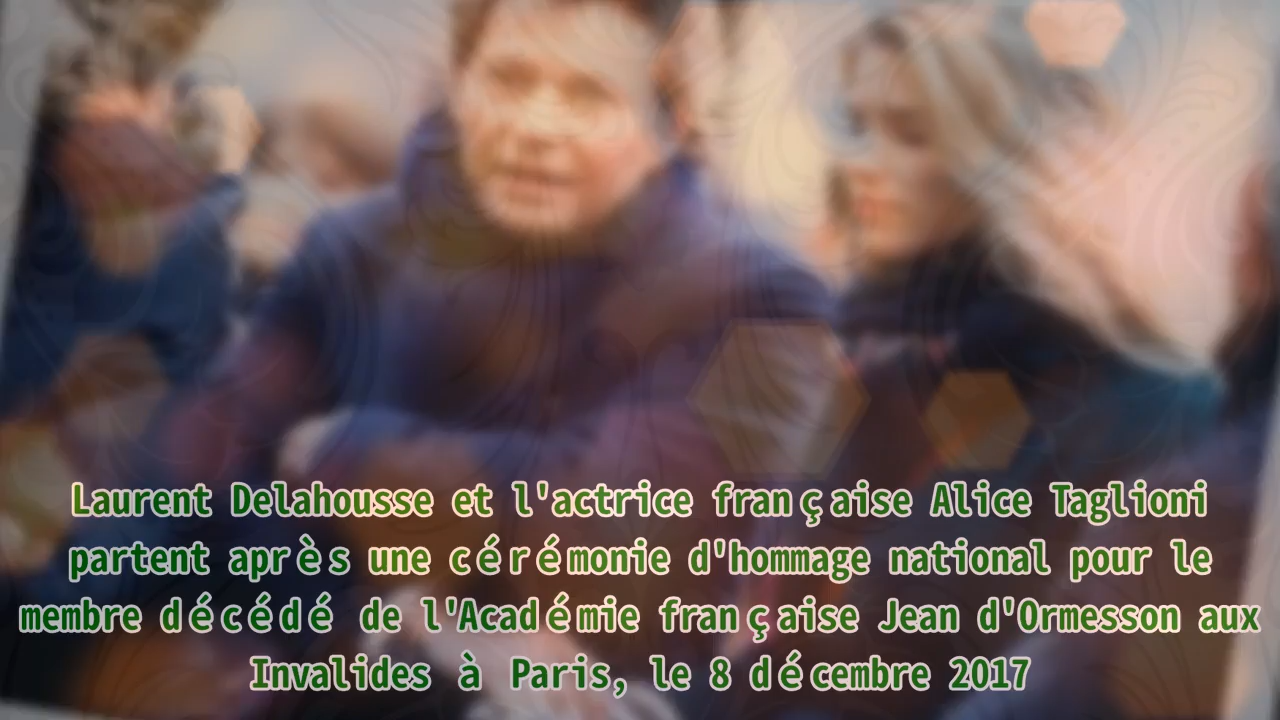 Laurent Delahousse et l'actrice française Alice Taglioni
partent après une cérémonie d'hommage national pour le
membre décédé de l'Académie française Jean d'Ormesson aux
Invalides à Paris, le 8 décembre 2017